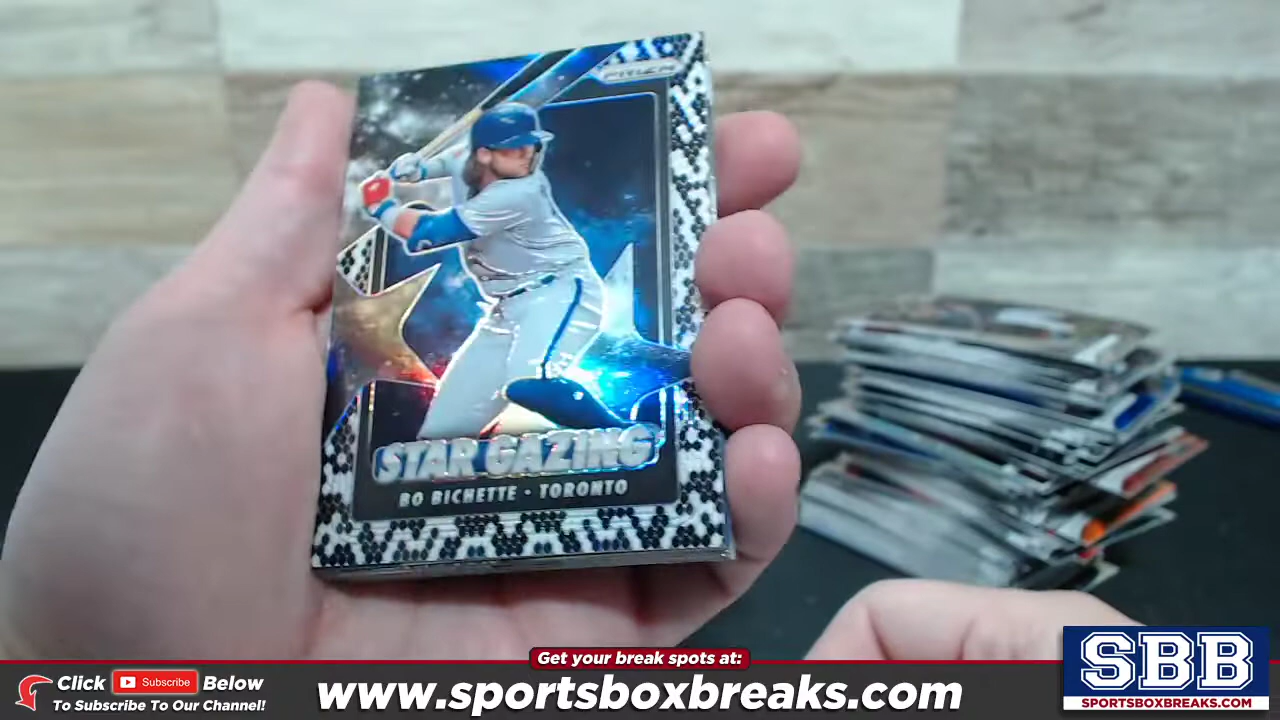 PRIZM
STAR GAZING
BO BICHETTE • TORONTO
Get your break spots at:
Click Subscribe Below
To Subscribe To Our Channel!
www.sportsboxbreaks.com
SBB
SPORTSBOXBREAKS.COM